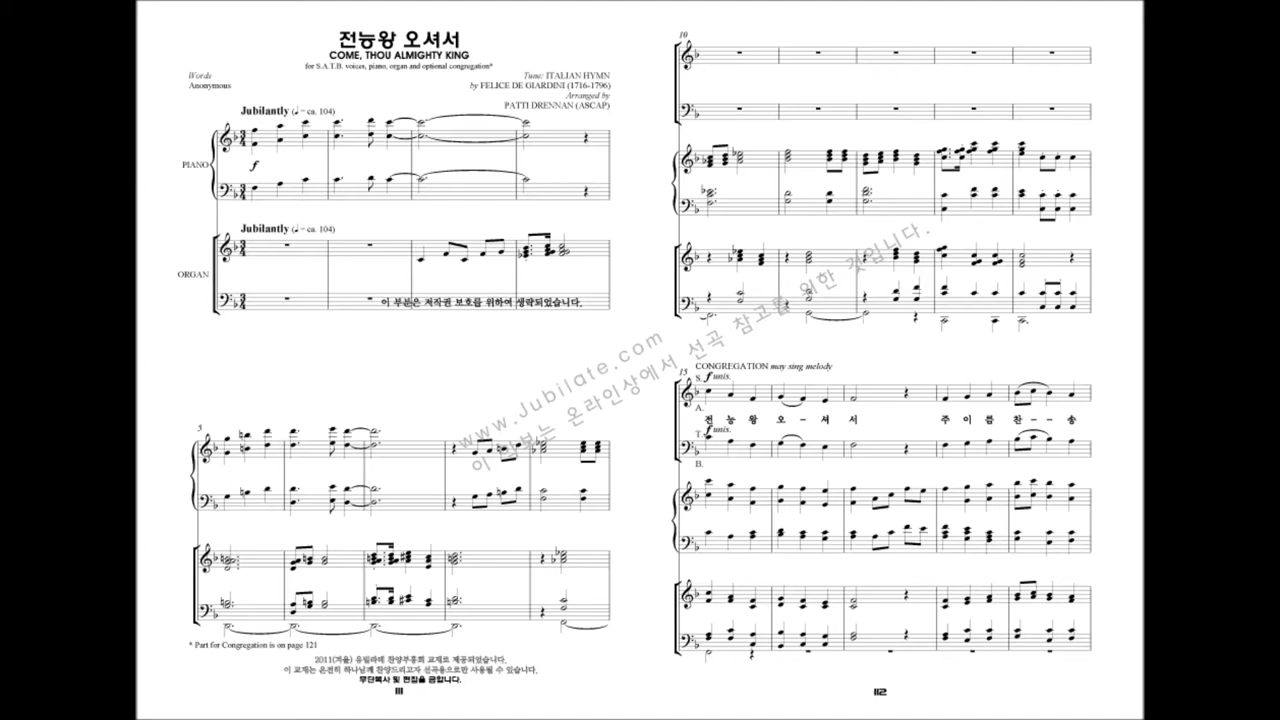 전능왕 오셔서
COME, THOU ALMIGHTY KING
for S.A.T.B. voices, piano, organ and optional congregation*
Words
Anonymous
Tune: ITALIAN HYMN
by FELICE DE GIARDINI (1716-1796)
Arranged by
PATTI DRENNAN (ASCAP)
Jubilantly (♩ = ca. 104)
PIANO
f
Jubilantly (♩ = ca. 104)
ORGAN
이 부분은 저작권 보호를 위하여 생략되었습니다.
5
* Part for Congregation is on page 121
2011(겨울) 유빌라떼 찬양부흥회 교재로 제공되었습니다.
이 교재는 온전히 하나님께 찬양드리고자 선곡용으로만 사용될 수 있습니다.
무단복사 및 편집을 금합니다.
111
10
15
CONGREGATION may sing melody
S.
f unis.
A.
전 능 왕 오 - 셔 서 주 이 름 찬 - - 송
T.
f unis.
B.
112
www.Jubilate.com
이 악보는 온라인상에서 선곡 참고를 위한 것입니다.